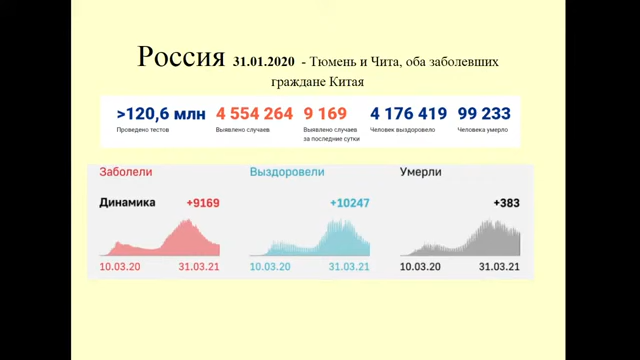 Россия 31.01.2020 - Тюмень и Чита, оба заболевших
граждане Китая
>120,6 млн 4 554 264 9 169 4 176 419 99 233
Проведено тестов Выявлено случаев Выявлено случаев Человек выздоровело Человека умерло
за последние сутки
Заболели Выздоровели Умерли
Динамика +9169 +10247 +383
10.03.20 31.03.21 10.03.20 31.03.21 10.03.20 31.03.21